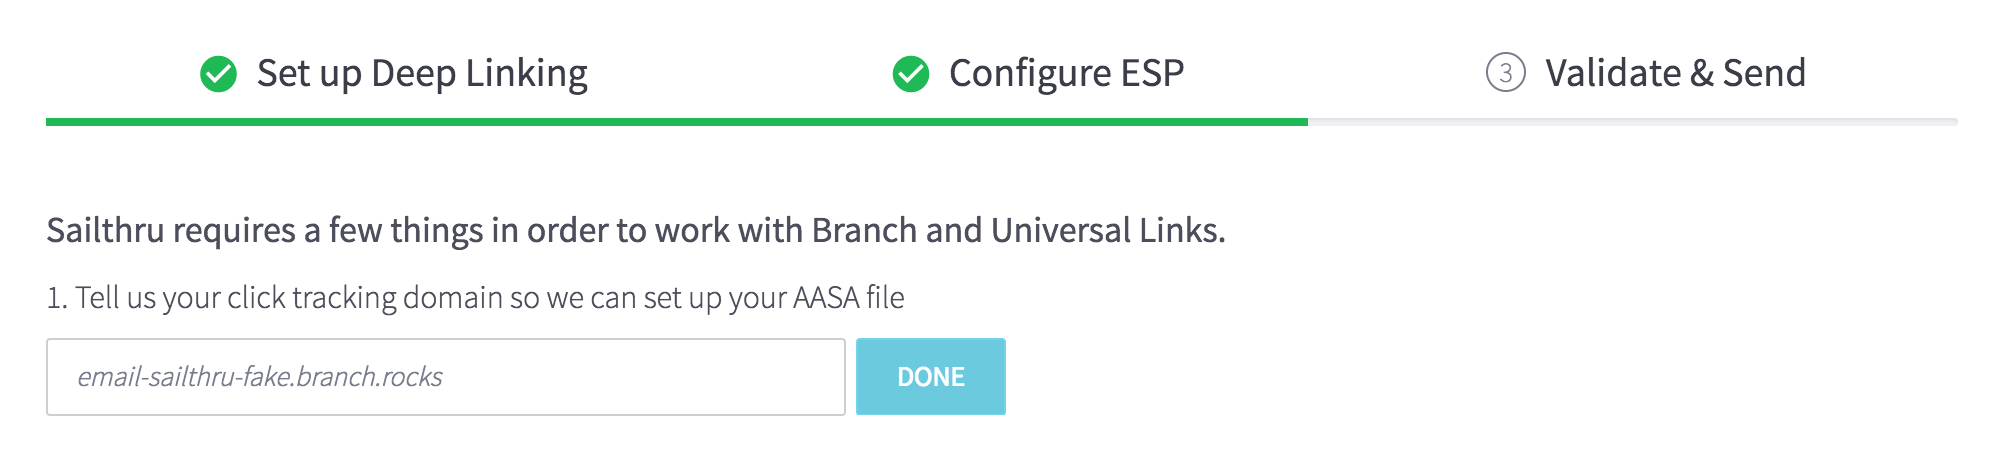 Set up Deep Linking
Configure ESP
3 Validate & Send
Sailthru requires a few things in order to work with Branch and Universal Links.
1. Tell us your click tracking domain so we can set up your AASA file
email-sailthru-fake.branch.rocks
DONE